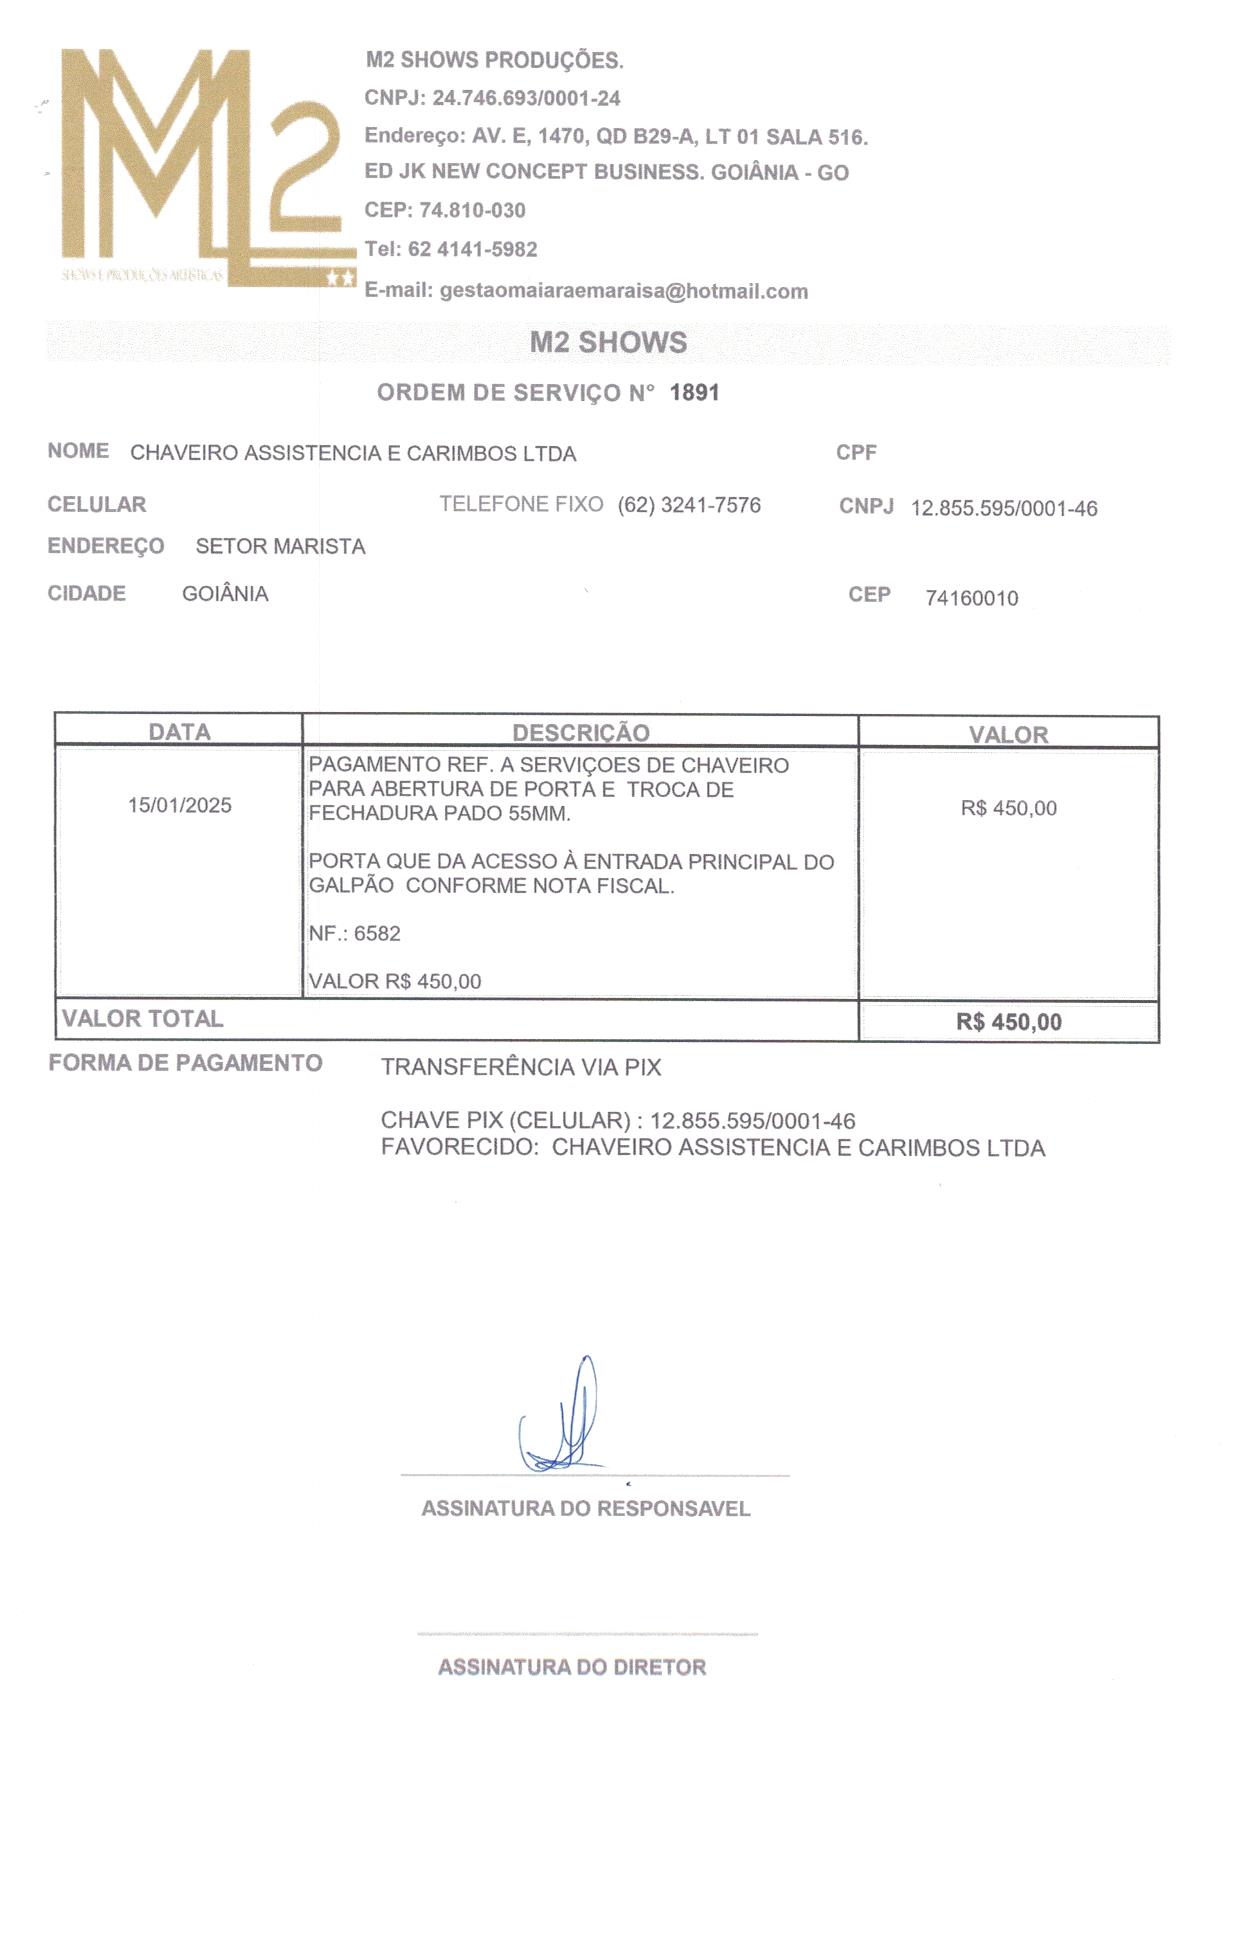 M2
SHOWS E PRODUÇÕES ARTÍSTICAS
M2 SHOWS PRODUÇÕES.
CNPJ: 24.746.693/0001-24
Endereço: AV. E, 1470, QD B29-A, LT 01 SALA 516.
ED JK NEW CONCEPT BUSINESS. GOIÂNIA - GO
CEP: 74.810-030
Tel: 62 4141-5982
E-mail: gestaomaiaraemaraisa@hotmail.com
M2 SHOWS
ORDEM DE SERVIÇO N° 1891
NOME CHAVEIRO ASSISTENCIA E CARIMBOS LTDA CPF
CELULAR TELEFONE FIXO (62) 3241-7576 CNPJ 12.855.595/0001-46
ENDEREÇO SETOR MARISTA
CIDADE GOIÂNIA CEP 74160010
DATA DESCRIÇÃO VALOR
PAGAMENTO REF. A SERVIÇOES DE CHAVEIRO
PARA ABERTURA DE PORTA E TROCA DE
15/01/2025 FECHADURA PADO 55MM. R$ 450,00
PORTA QUE DA ACESSO À ENTRADA PRINCIPAL DO
GALPÃO CONFORME NOTA FISCAL.
NF.: 6582
VALOR R$ 450,00
VALOR TOTAL R$ 450,00
FORMA DE PAGAMENTO TRANSFERÊNCIA VIA PIX
CHAVE PIX (CELULAR) : 12.855.595/0001-46
FAVORECIDO: CHAVEIRO ASSISTENCIA E CARIMBOS LTDA
ASSINATURA DO RESPONSAVEL
ASSINATURA DO DIRETOR